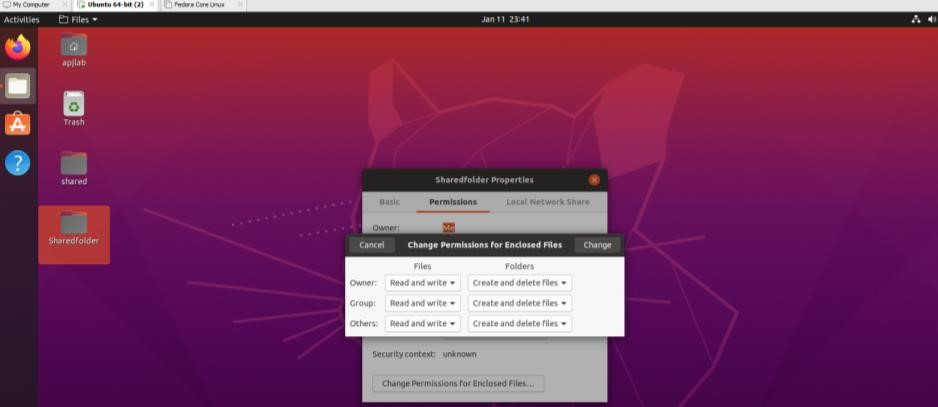 My Computer Ubuntu 64-bit (2) Fedora Core Linux
Activities Files Jan 11 23:41
apjlab
Trash
shared
Sharedfolder
Sharedfolder Properties
Basic Permissions Local Network Share
Owner: Me
Cancel Change Permissions for Enclosed Files Change
Files Folders
Owner: Read and write Create and delete files
Group: Read and write Create and delete files
Others: Read and write Create and delete files
Security context: unknown
Change Permissions for Enclosed Files...